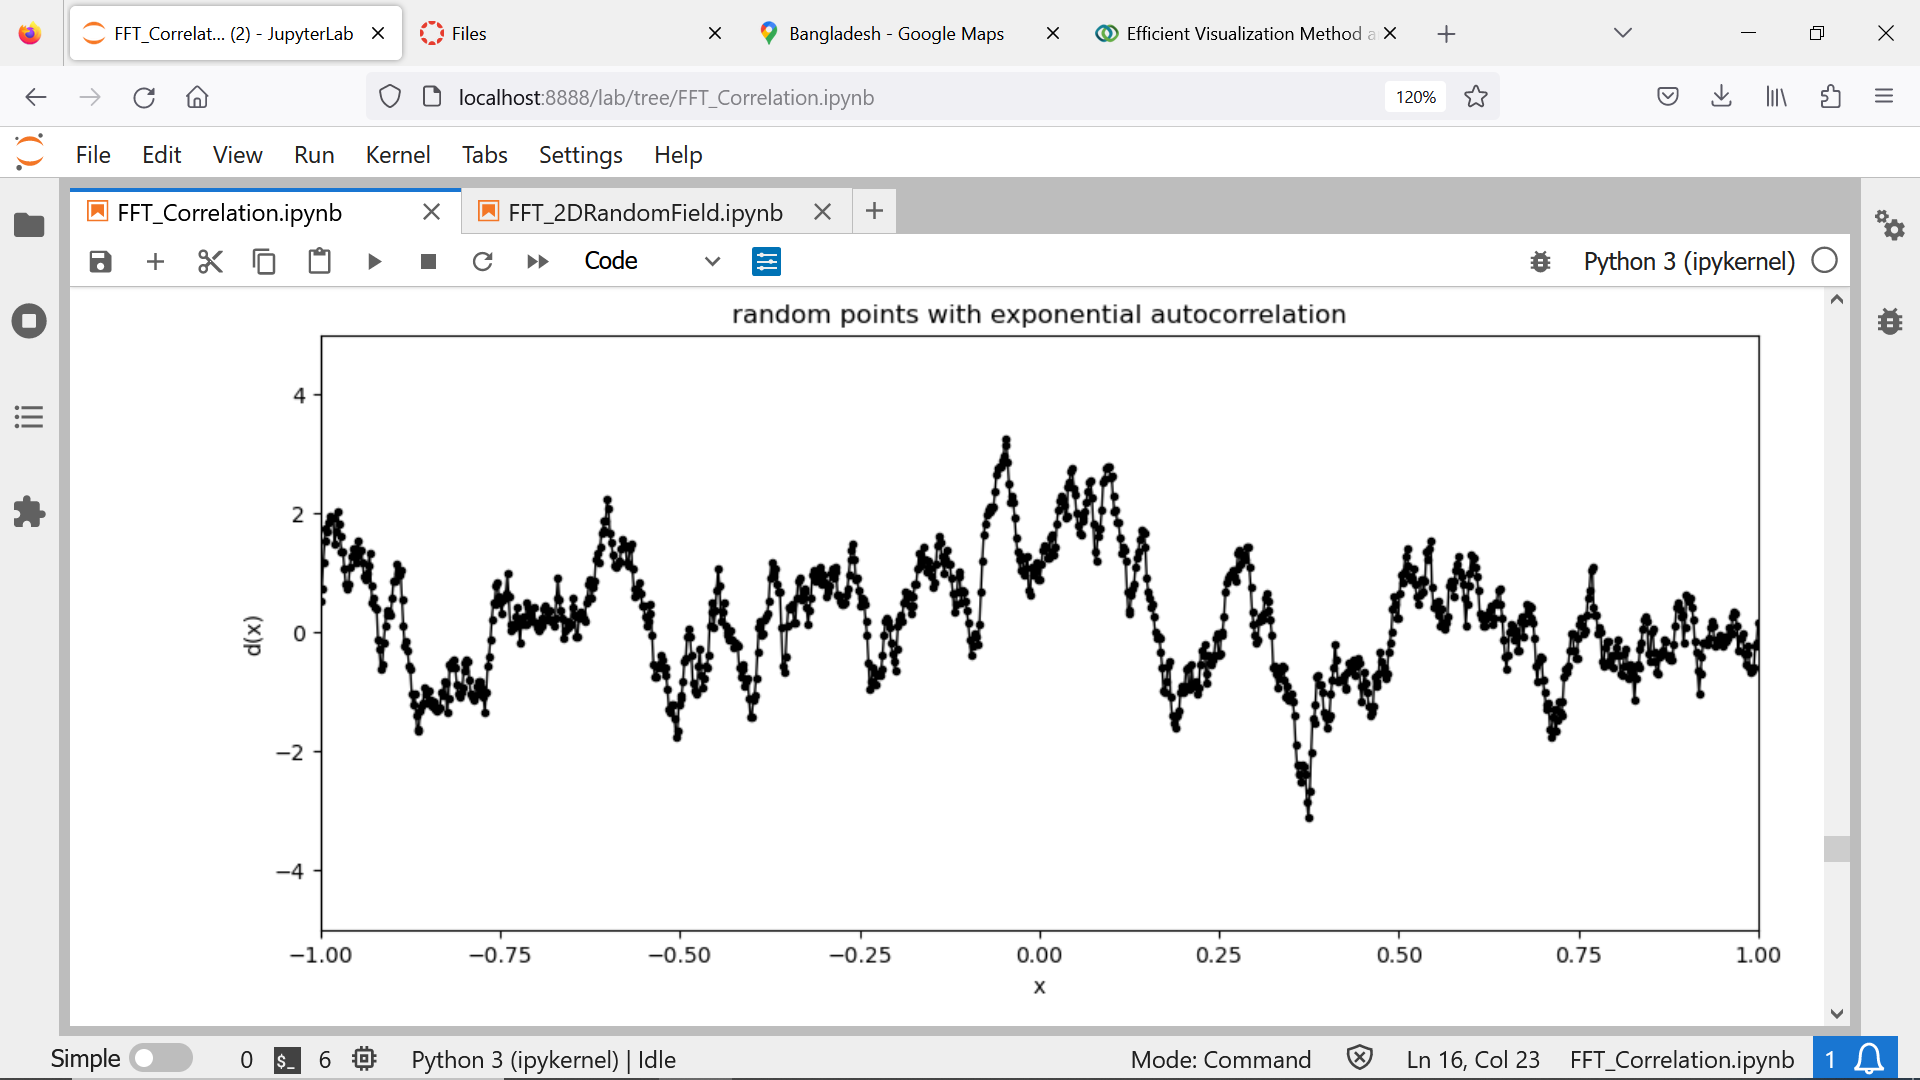 FFT_Correlat... (2) - JupyterLab
Files
Bangladesh - Google Maps
Efficient Visualization Method a
localhost:8888/lab/tree/FFT_Correlation.ipynb
120%
File Edit View Run Kernel Tabs Settings Help
FFT_Correlation.ipynb
FFT_2DRandomField.ipynb
Code
Python 3 (ipykernel)
random points with exponential autocorrelation
4
2
0
−2
−4
d(x)
−1.00 −0.75 −0.50 −0.25 0.00 0.25 0.50 0.75 1.00
x
Simple 0 $_ 6 Python 3 (ipykernel) | Idle Mode: Command Ln 16, Col 23 FFT_Correlation.ipynb 1